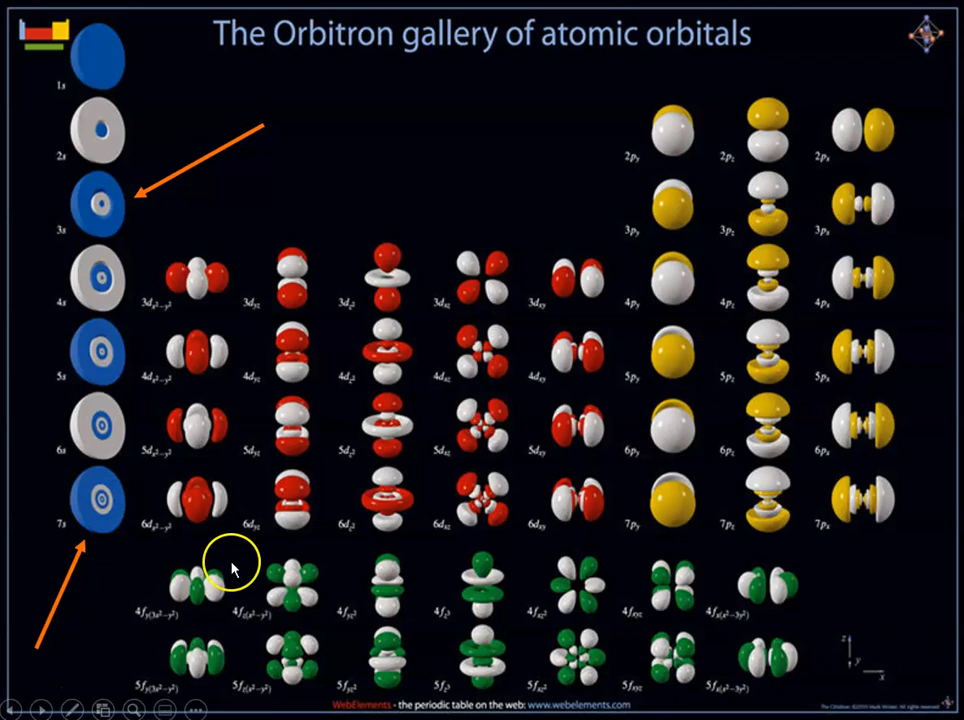 The Orbitron gallery of atomic orbitals
1s
2s 2py 2pz 2px
3s 3py 3pz 3px
4s 3dx²-y² 3dyz 3dz² 3dxz 3dxy 4py 4pz 4px
5s 4dx²-y² 4dyz 4dz² 4dxz 4dxy 5py 5pz 5px
6s 5dx²-y² 5dyz 5dz² 5dxz 5dxy 6py 6pz 6px
7s 6dx²-y² 6dyz 6dz² 6dxz 6dxy 7py 7pz 7px
4fy(3x²-y²) 4fz(x²-y²) 4fyz² 4fz³ 4fxz² 4fxyz 4fx(x²-3y²)
5fy(3x²-y²) 5fz(x²-y²) 5fyz² 5fz³ 5fxz² 5fxyz 5fx(x²-3y²)
z
y
x
WebElements - the periodic table on the web: www.webelements.com